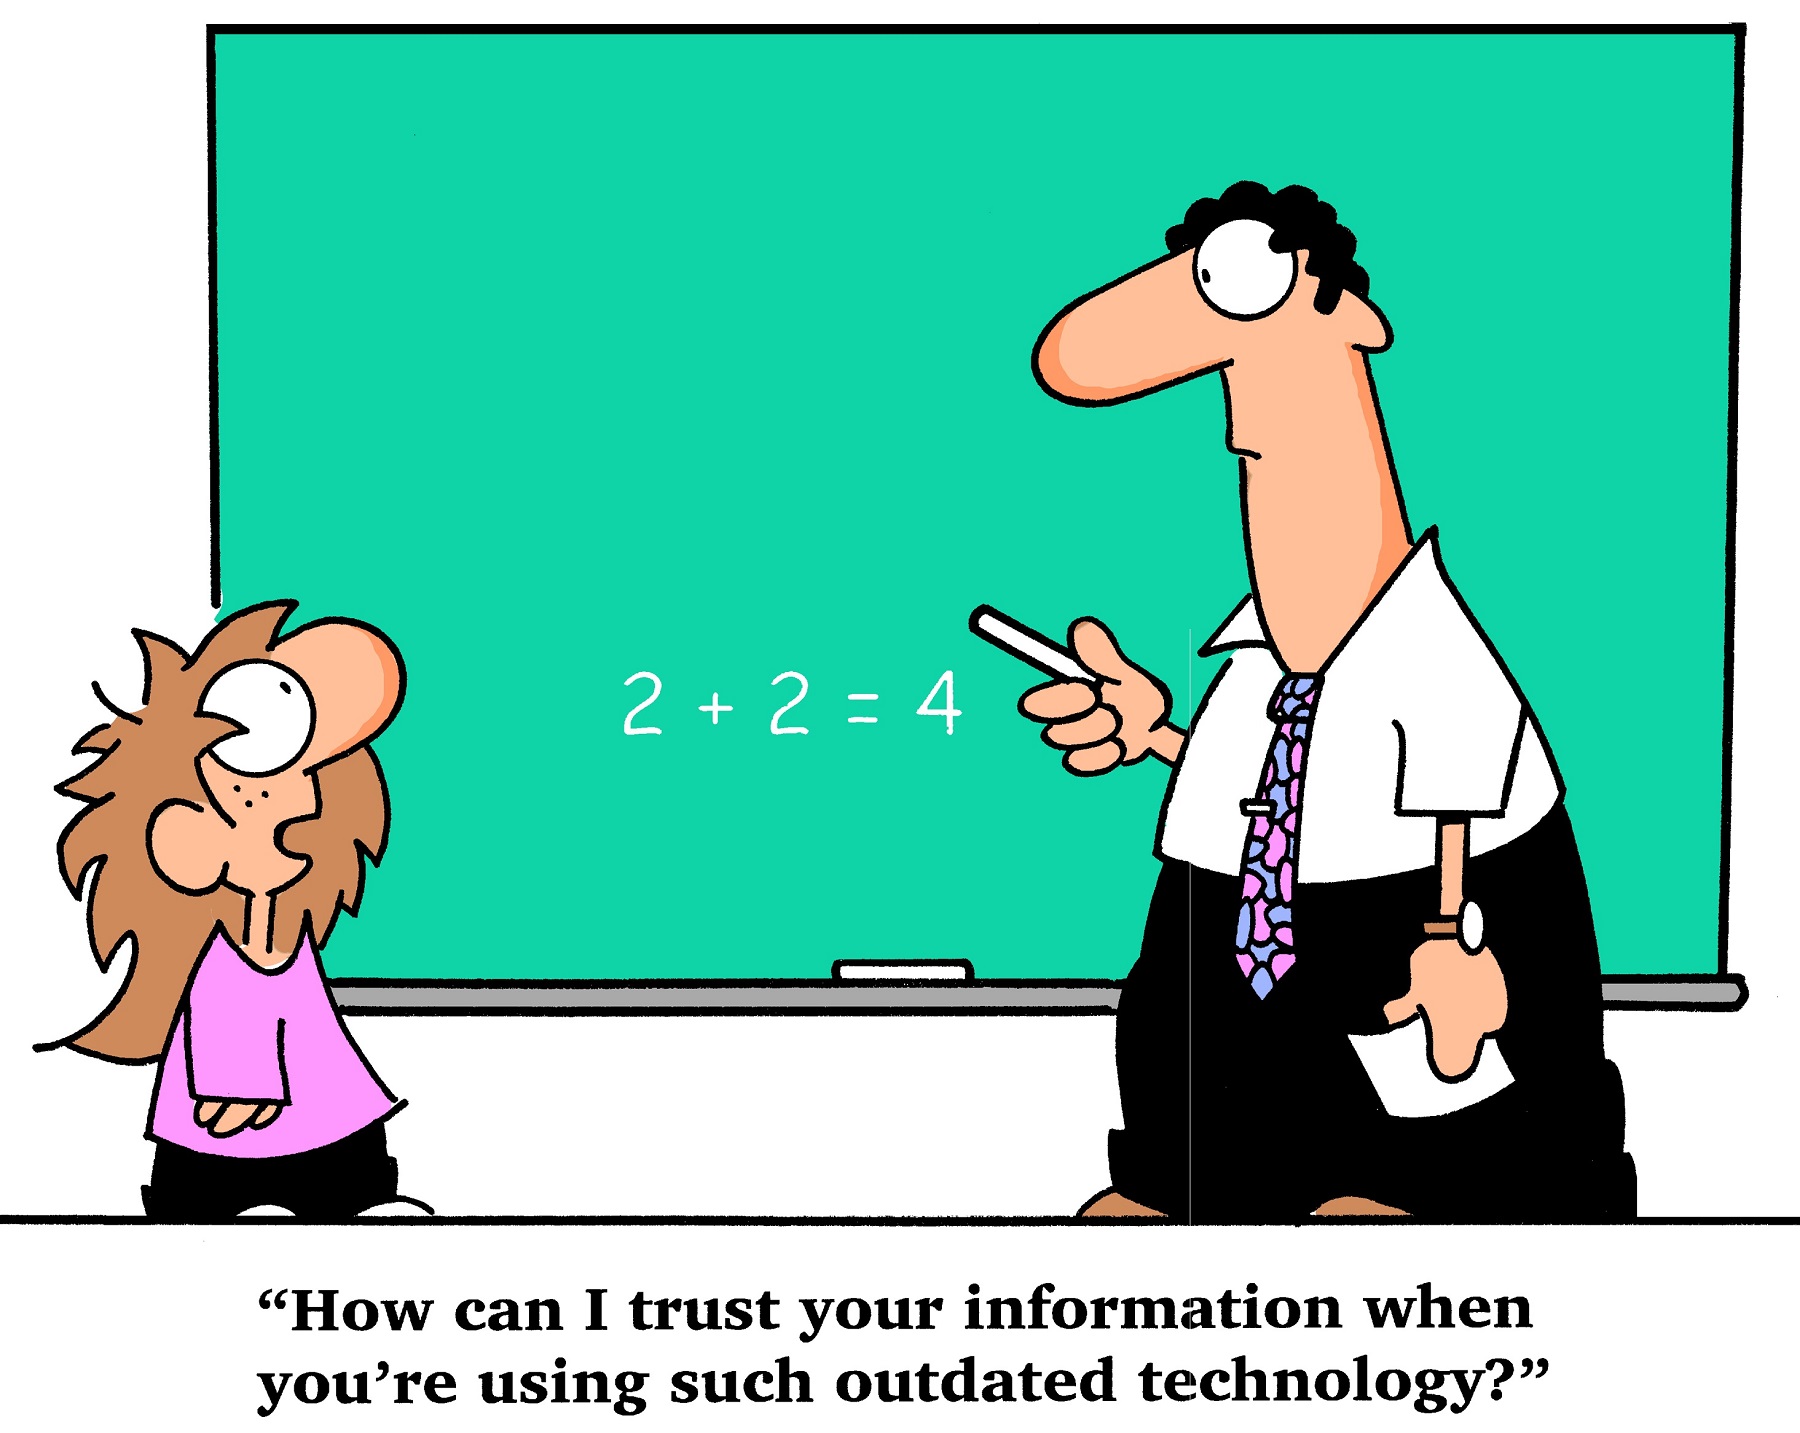 2 + 2 = 4
“How can I trust your information when
you’re using such outdated technology?”